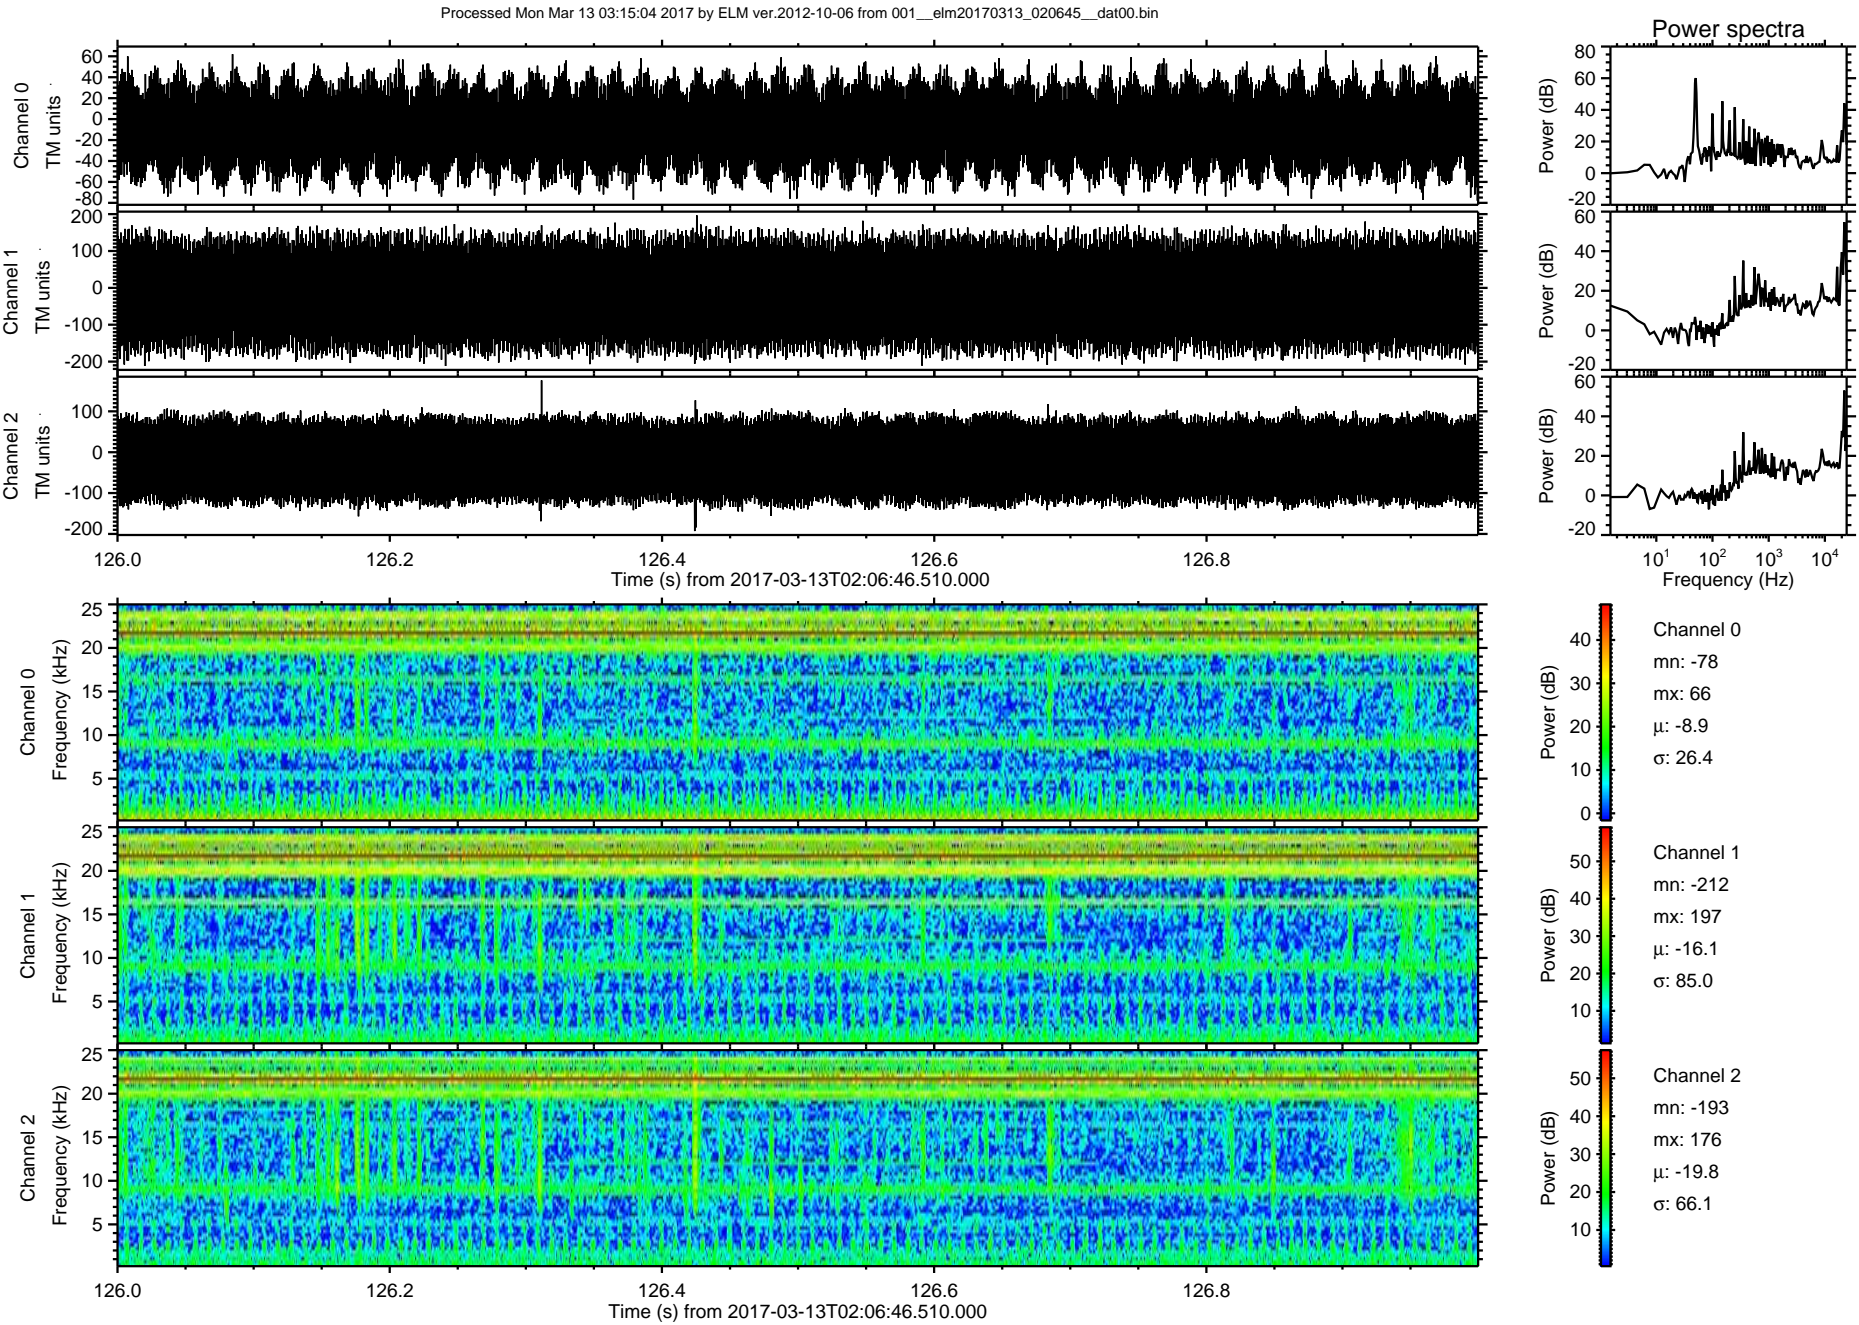 Processed Mon Mar 13 03:15:04 2017 by ELM ver.2012-10-06 from 001__elm20170313_020645__dat00.bin
Power spectra
Channel 0
TM units
60
40
20
0
-20
-40
-60
-80
Power (dB)
80
60
40
20
0
-20
Channel 1
TM units
200
100
0
-100
-200
Power (dB)
60
40
20
0
-20
Channel 2
TM units
100
0
-100
-200
Power (dB)
60
40
20
0
-20
126.0 126.2 126.4 126.6 126.8
Time (s) from 2017-03-13T02:06:46.510.000
10¹ 10² 10³ 10⁴
Frequency (Hz)
Channel 0
Frequency (kHz)
25
20
15
10
5
Power (dB)
40
30
20
10
0
Channel 0
mn: -78
mx: 66
μ: -8.9
σ: 26.4
Channel 1
Frequency (kHz)
25
20
15
10
5
Power (dB)
50
40
30
20
10
Channel 1
mn: -212
mx: 197
μ: -16.1
σ: 85.0
Channel 2
Frequency (kHz)
25
20
15
10
5
Power (dB)
50
40
30
20
10
Channel 2
mn: -193
mx: 176
μ: -19.8
σ: 66.1
126.0 126.2 126.4 126.6 126.8
Time (s) from 2017-03-13T02:06:46.510.000